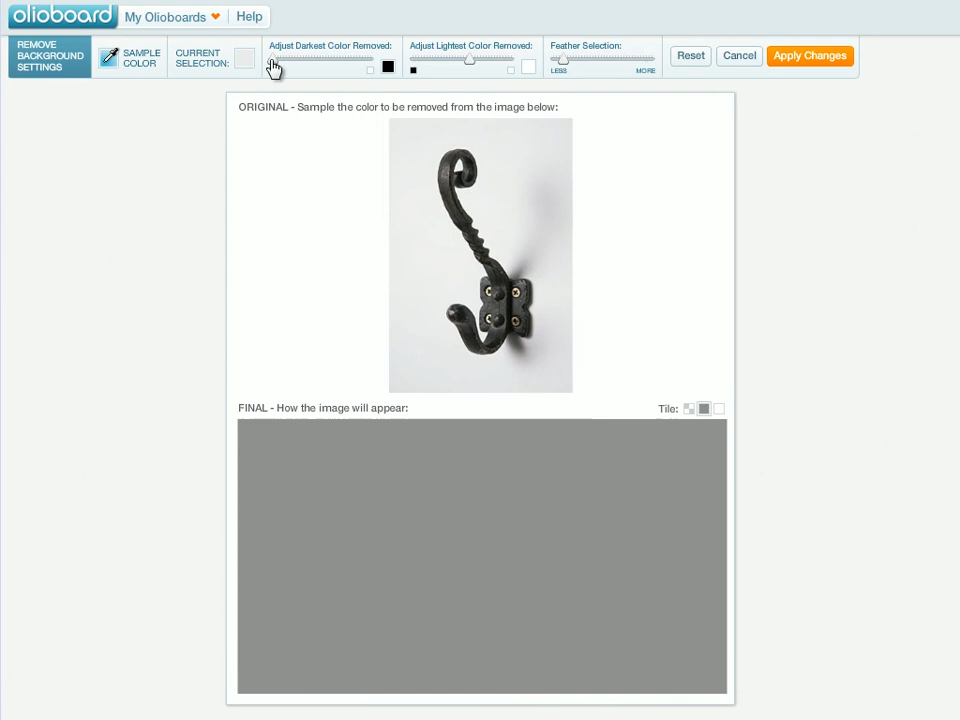 olioboard My Olioboards Help
REMOVE
BACKGROUND
SETTINGS
SAMPLE
COLOR
CURRENT
SELECTION:
Adjust Darkest Color Removed:
Adjust Lightest Color Removed:
Feather Selection:
LESS MORE
Reset Cancel Apply Changes
ORIGINAL - Sample the color to be removed from the image below:
FINAL - How the image will appear: Tile: